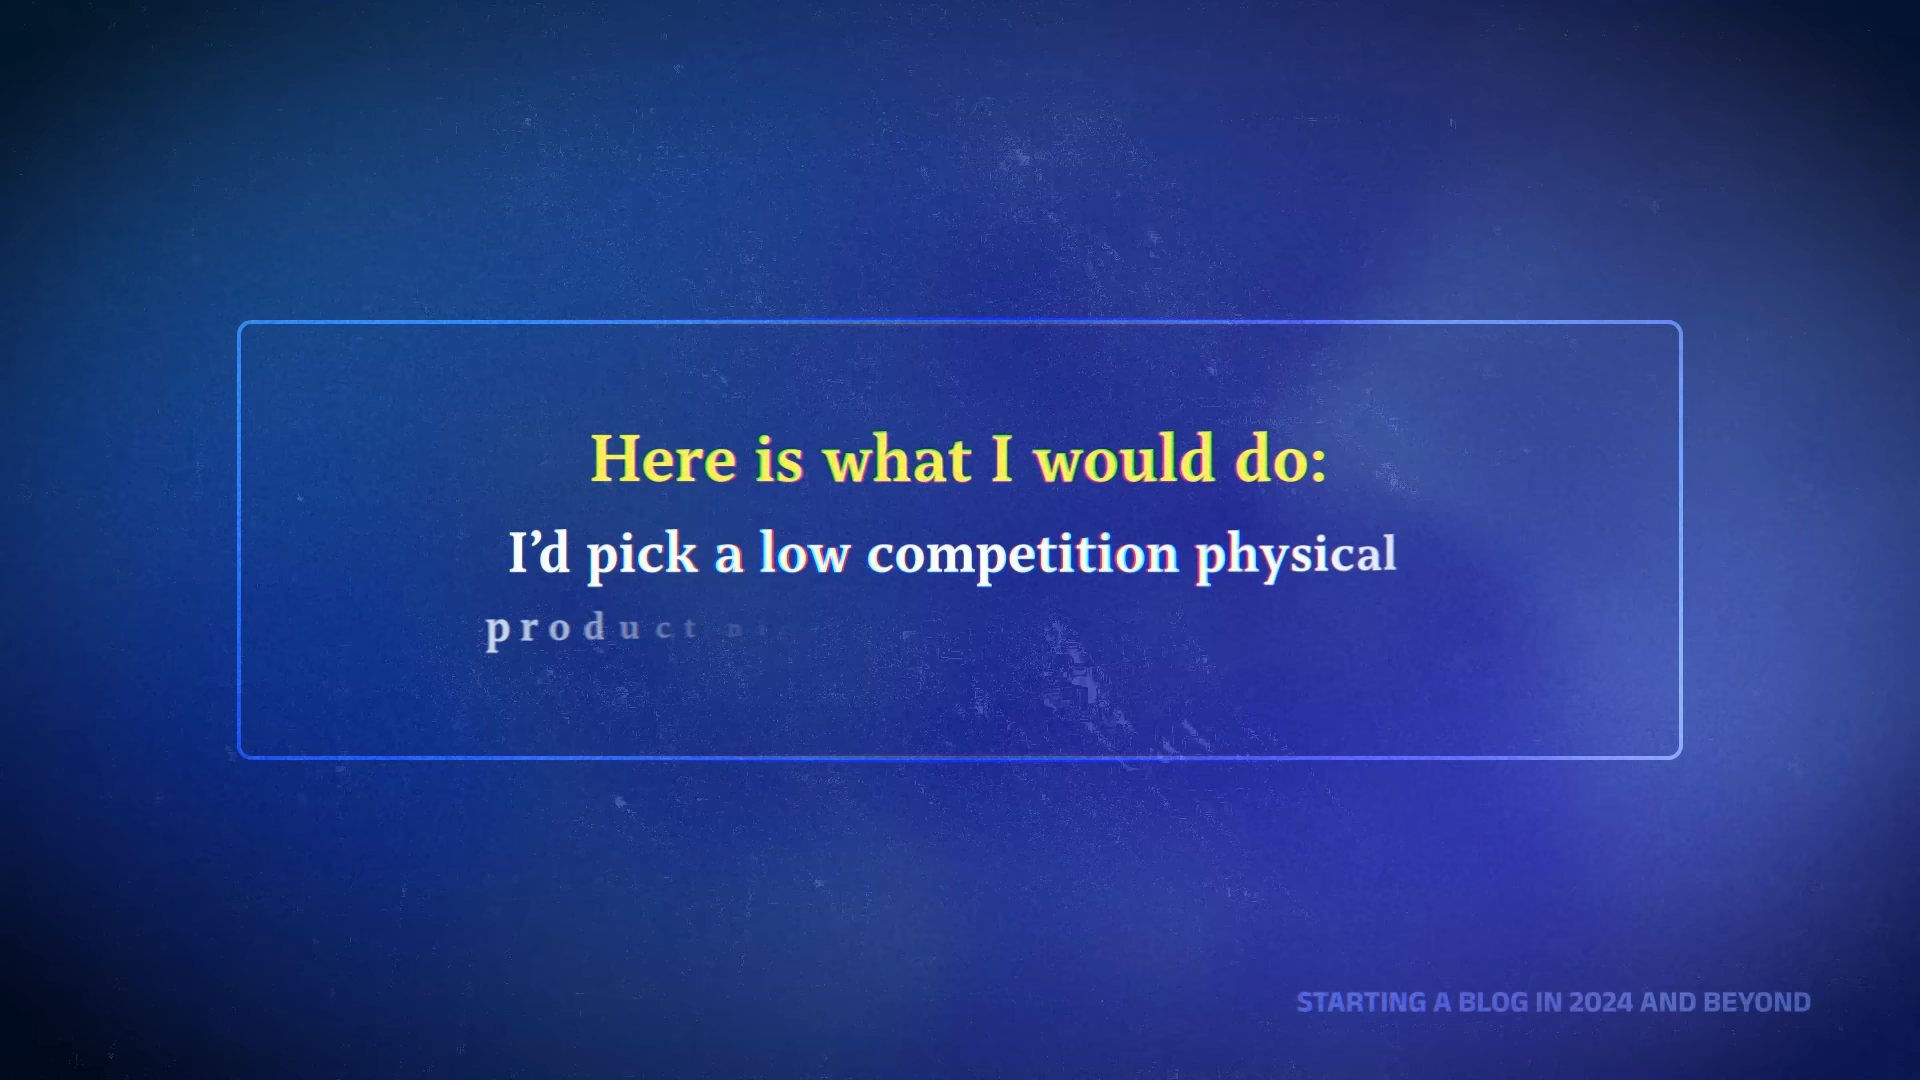 Here is what I would do:
I’d pick a low competition physical
product
STARTING A BLOG IN 2024 AND BEYOND